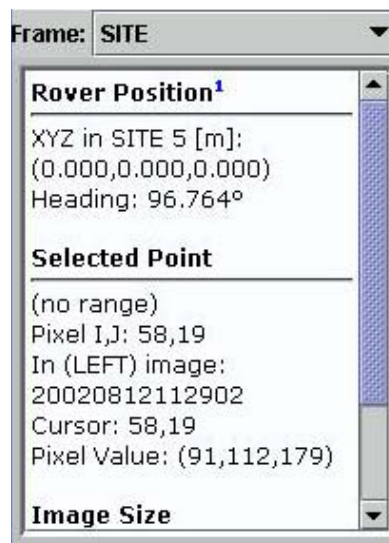 Frame: SITE
Rover Position¹
XYZ in SITE 5 [m]:
(0.000,0.000,0.000)
Heading: 96.764º
Selected Point
(no range)
Pixel I,J: 58,19
In (LEFT) image:
20020812112902
Cursor: 58,19
Pixel Value: (91,112,179)
Image Size